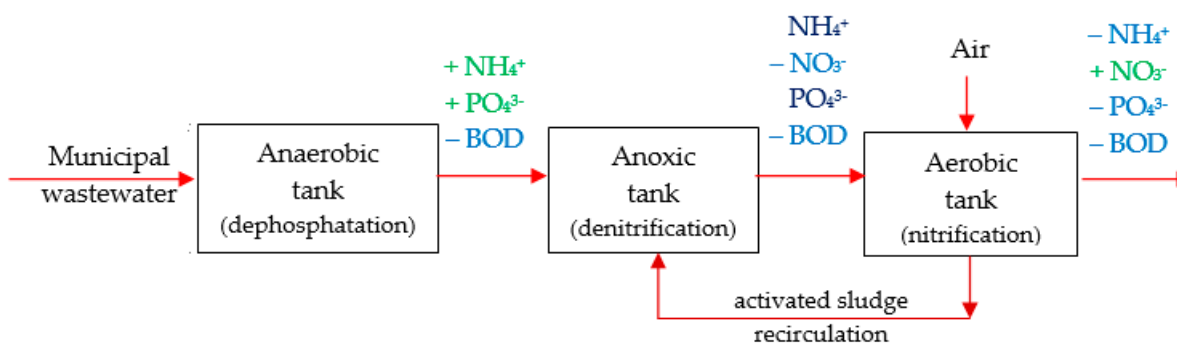 Municipal
wastewater
Anaerobic
tank
(dephosphatation)
+ NH₄⁺
+ PO₄³⁻
– BOD
Anoxic
tank
(denitrification)
NH₄⁺
– NO₃⁻
PO₄³⁻
– BOD
Air
Aerobic
tank
(nitrification)
– NH₄⁺
+ NO₃⁻
– PO₄³⁻
– BOD
activated sludge
recirculation